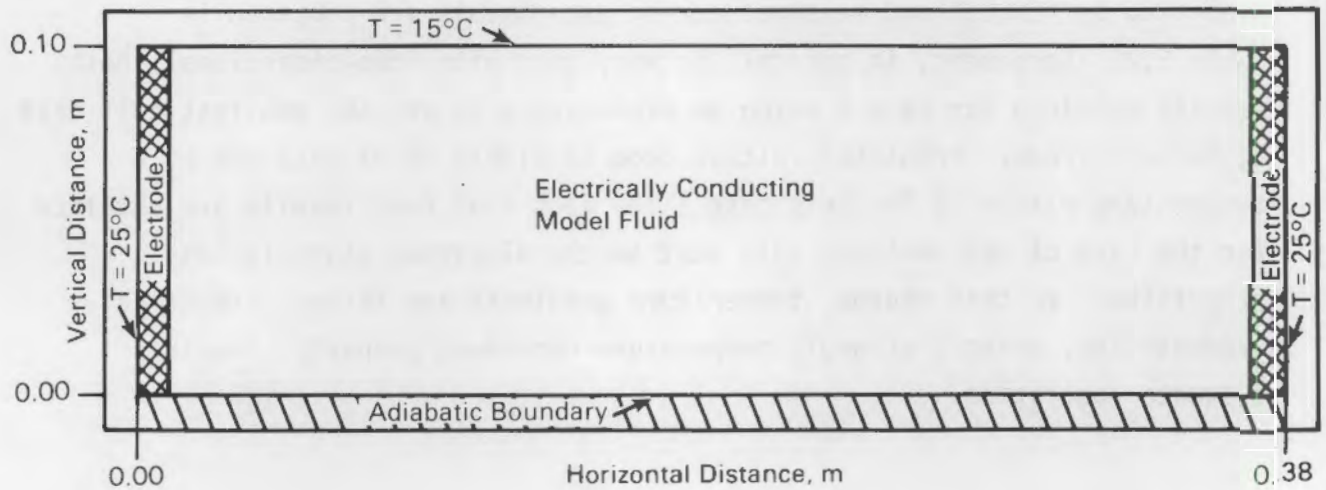 T = 15°C
0.10
Vertical Distance, m
T = 25°C
Electrode
Electrically Conducting
Model Fluid
Electrode
T = 25°C
0.00
Adiabatic Boundary
0.00
Horizontal Distance, m
0.38